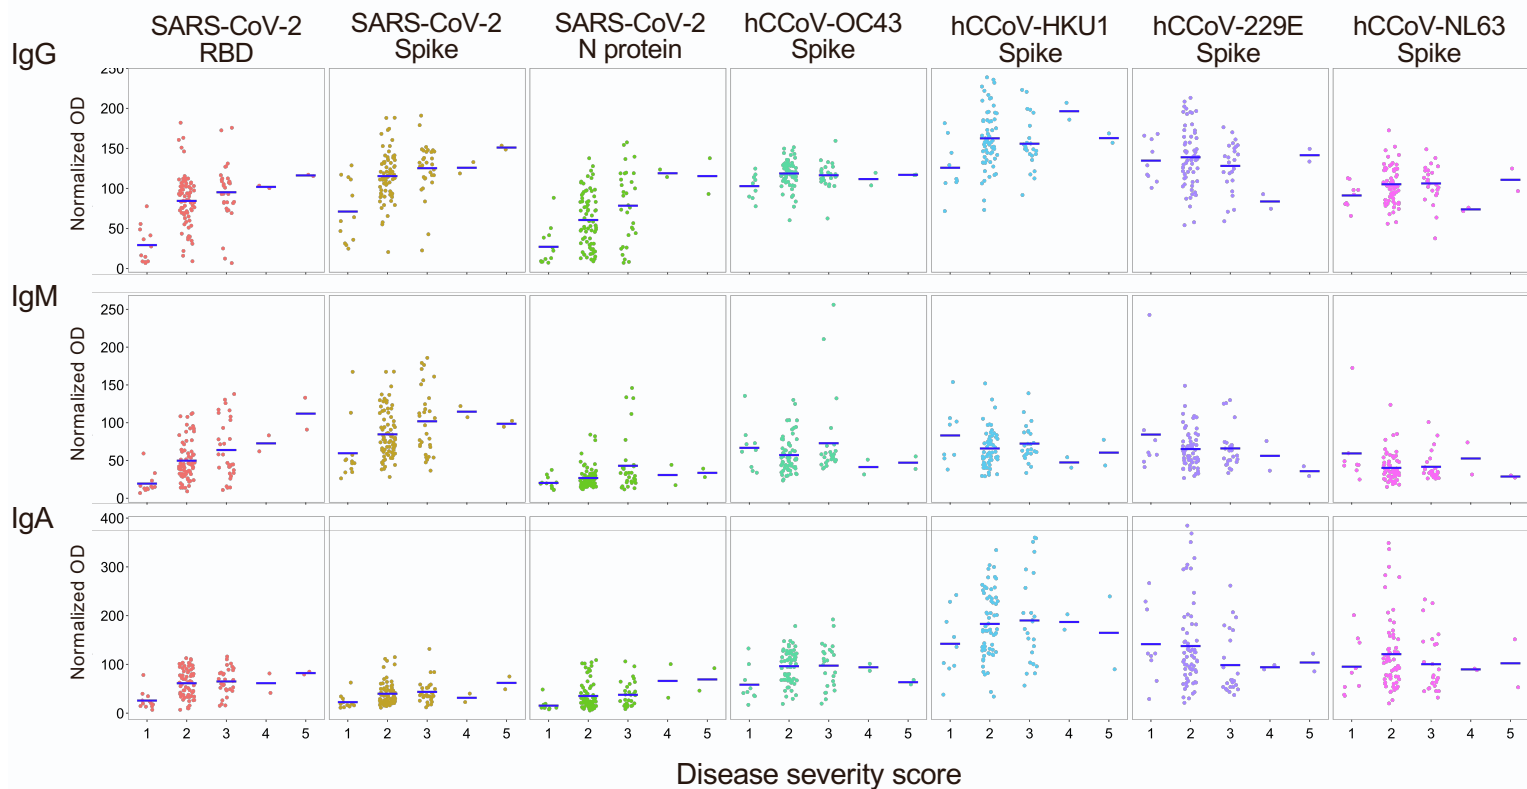 SARS-CoV-2 SARS-CoV-2 SARS-CoV-2 hCCoV-OC43 hCCoV-HKU1 hCCoV-229E hCCoV-NL63
IgG RBD Spike N protein Spike Spike Spike Spike
Normalized OD
250
200
150
100
50
0
IgM
Normalized OD
250
200
150
100
50
0
IgA
Normalized OD
400
300
200
100
0
1 2 3 4 5 1 2 3 4 5 1 2 3 4 5 1 2 3 4 5 1 2 3 4 5 1 2 3 4 5 1 2 3 4 5
Disease severity score